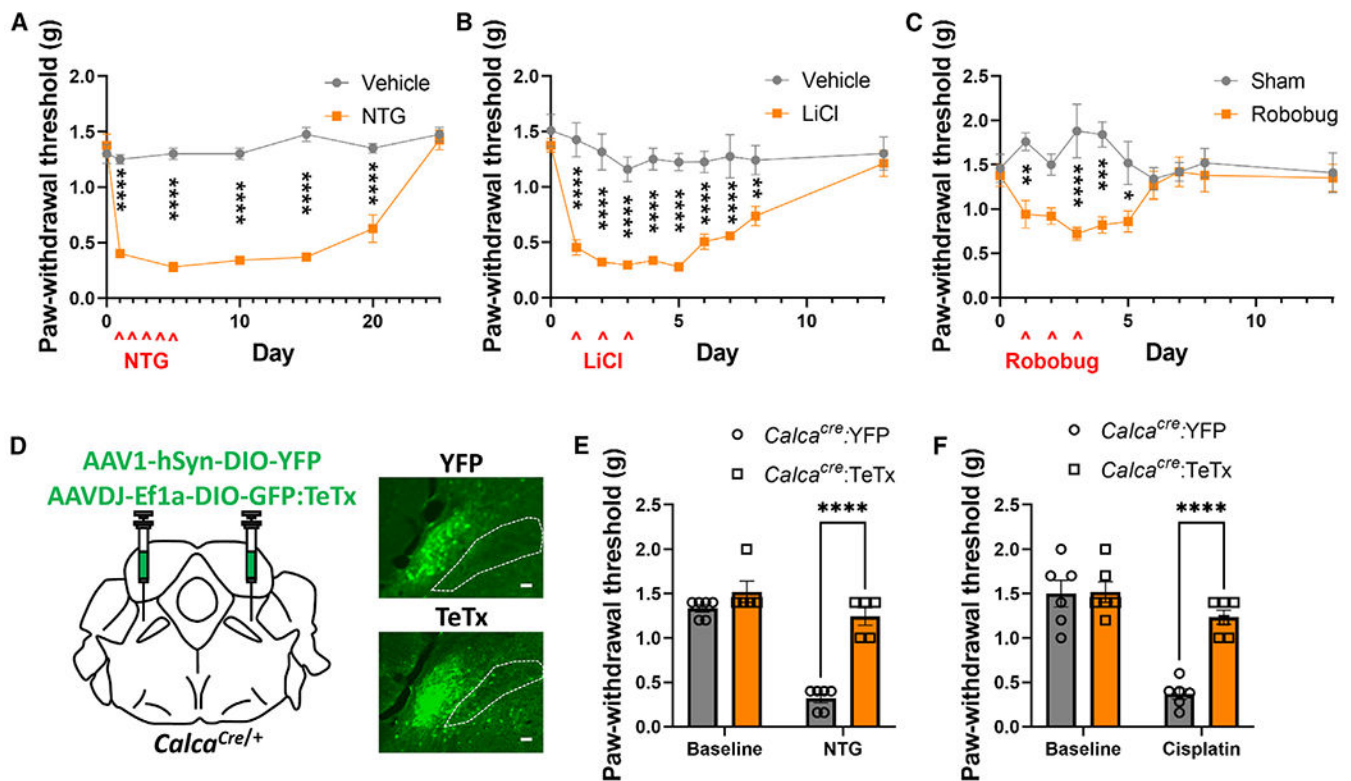 A
Paw-withdrawal threshold (g)
2.0
1.5
1.0
0.5
0.0
Vehicle
NTG
****
****
****
****
****
0
10
20
^^^^^
NTG
Day
B
Paw-withdrawal threshold (g)
2.0
1.5
1.0
0.5
0.0
Vehicle
LiCl
****
****
****
****
****
****
****
**
0
5
10
^ ^ ^
LiCl
Day
C
Paw-withdrawal threshold (g)
2.5
2.0
1.5
1.0
0.5
0.0
Sham
Robobug
**
****
***
*
0
5
10
^ ^ ^
Robobug
Day
D
AAV1-hSyn-DIO-YFP
AAVDJ-Ef1a-DIO-GFP:TeTx
Calca^Cre/+
YFP
TeTx
E
Calca^cre:YFP
Calca^cre:TeTx
Paw-withdrawal threshold (g)
2.5
2.0
1.5
1.0
0.5
0.0
****
Baseline
NTG
F
Calca^cre:YFP
Calca^cre:TeTx
Paw-withdrawal threshold (g)
2.5
2.0
1.5
1.0
0.5
0.0
****
Baseline
Cisplatin